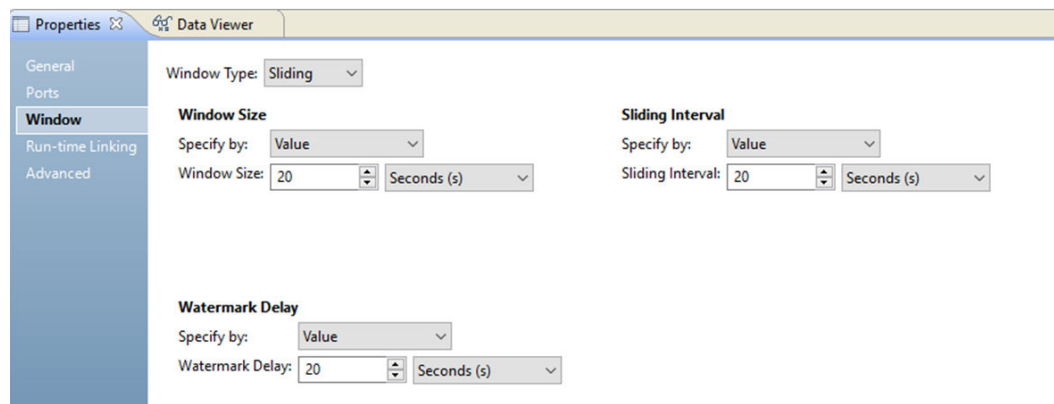 Properties Data Viewer
General
Ports
Window
Run-time Linking
Advanced
Window Type: Sliding
Window Size
Specify by: Value
Window Size: 20 Seconds (s)
Sliding Interval
Specify by: Value
Sliding Interval: 20 Seconds (s)
Watermark Delay
Specify by: Value
Watermark Delay: 20 Seconds (s)